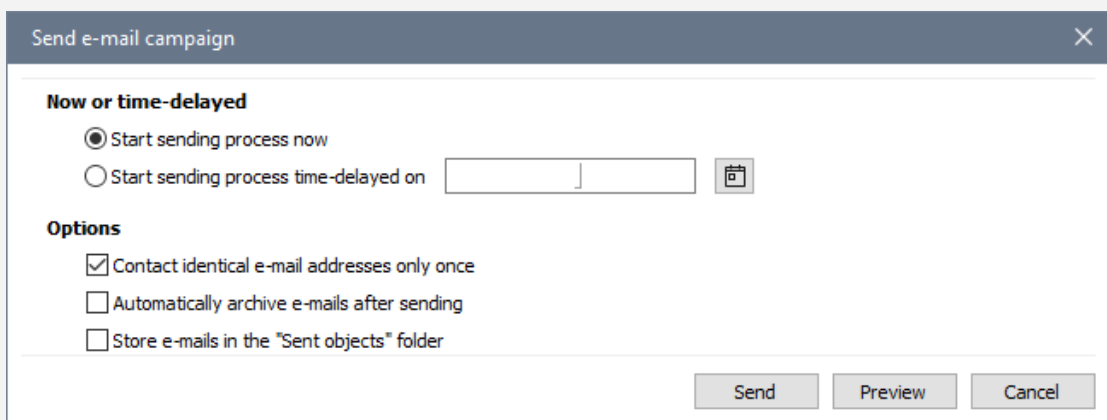 Send e-mail campaign
Now or time-delayed
Start sending process now
Start sending process time-delayed on
Options
Contact identical e-mail addresses only once
Automatically archive e-mails after sending
Store e-mails in the "Sent objects" folder
Send Preview Cancel